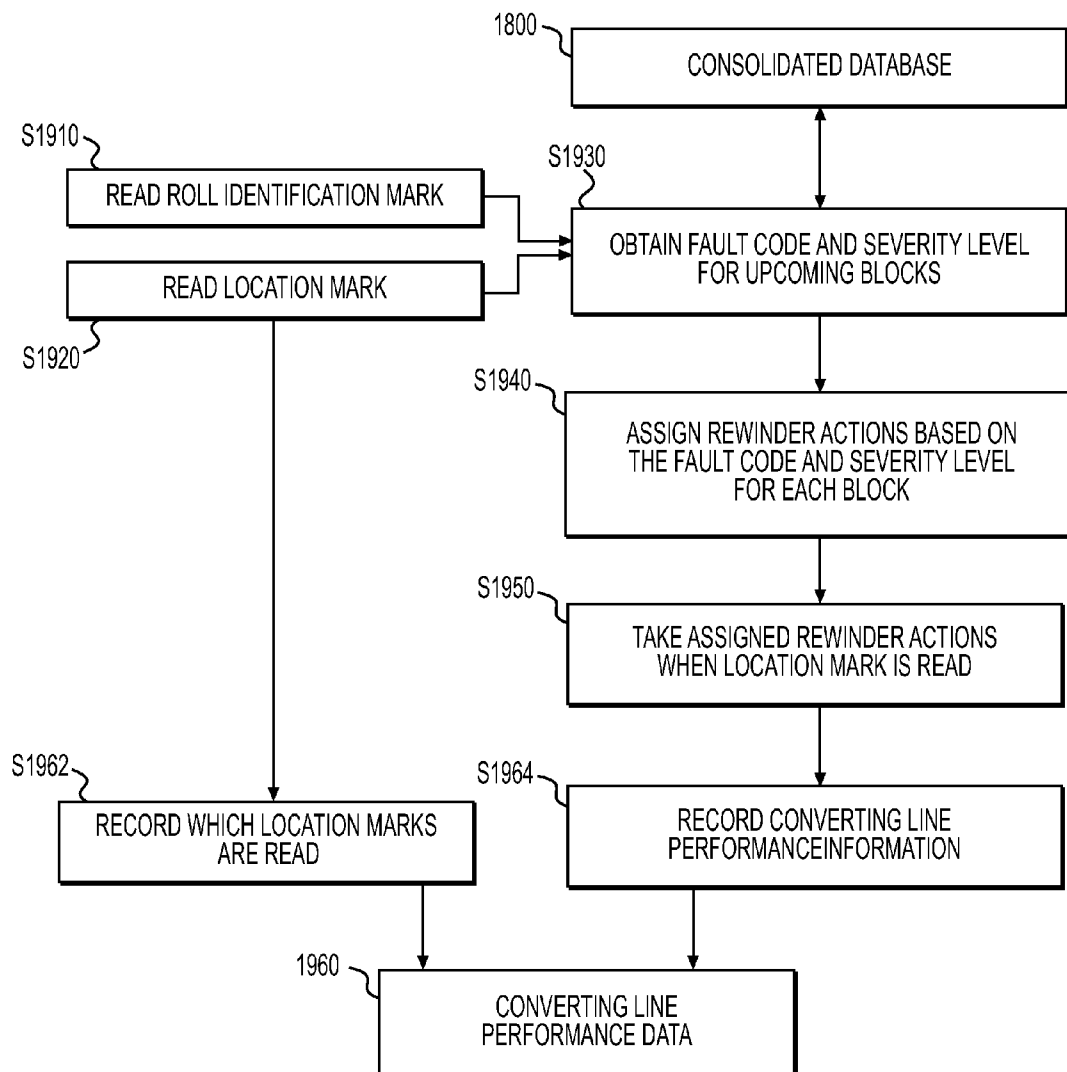 1800
CONSOLIDATED DATABASE
S1910
READ ROLL IDENTIFICATION MARK
S1930
OBTAIN FAULT CODE AND SEVERITY LEVEL
FOR UPCOMING BLOCKS
READ LOCATION MARK
S1920
S1940
ASSIGN REWINDER ACTIONS BASED ON
THE FAULT CODE AND SEVERITY LEVEL
FOR EACH BLOCK
S1950
TAKE ASSIGNED REWINDER ACTIONS
WHEN LOCATION MARK IS READ
S1962
RECORD WHICH LOCATION MARKS
ARE READ
S1964
RECORD CONVERTING LINE
PERFORMANCEINFORMATION
1960
CONVERTING LINE
PERFORMANCE DATA